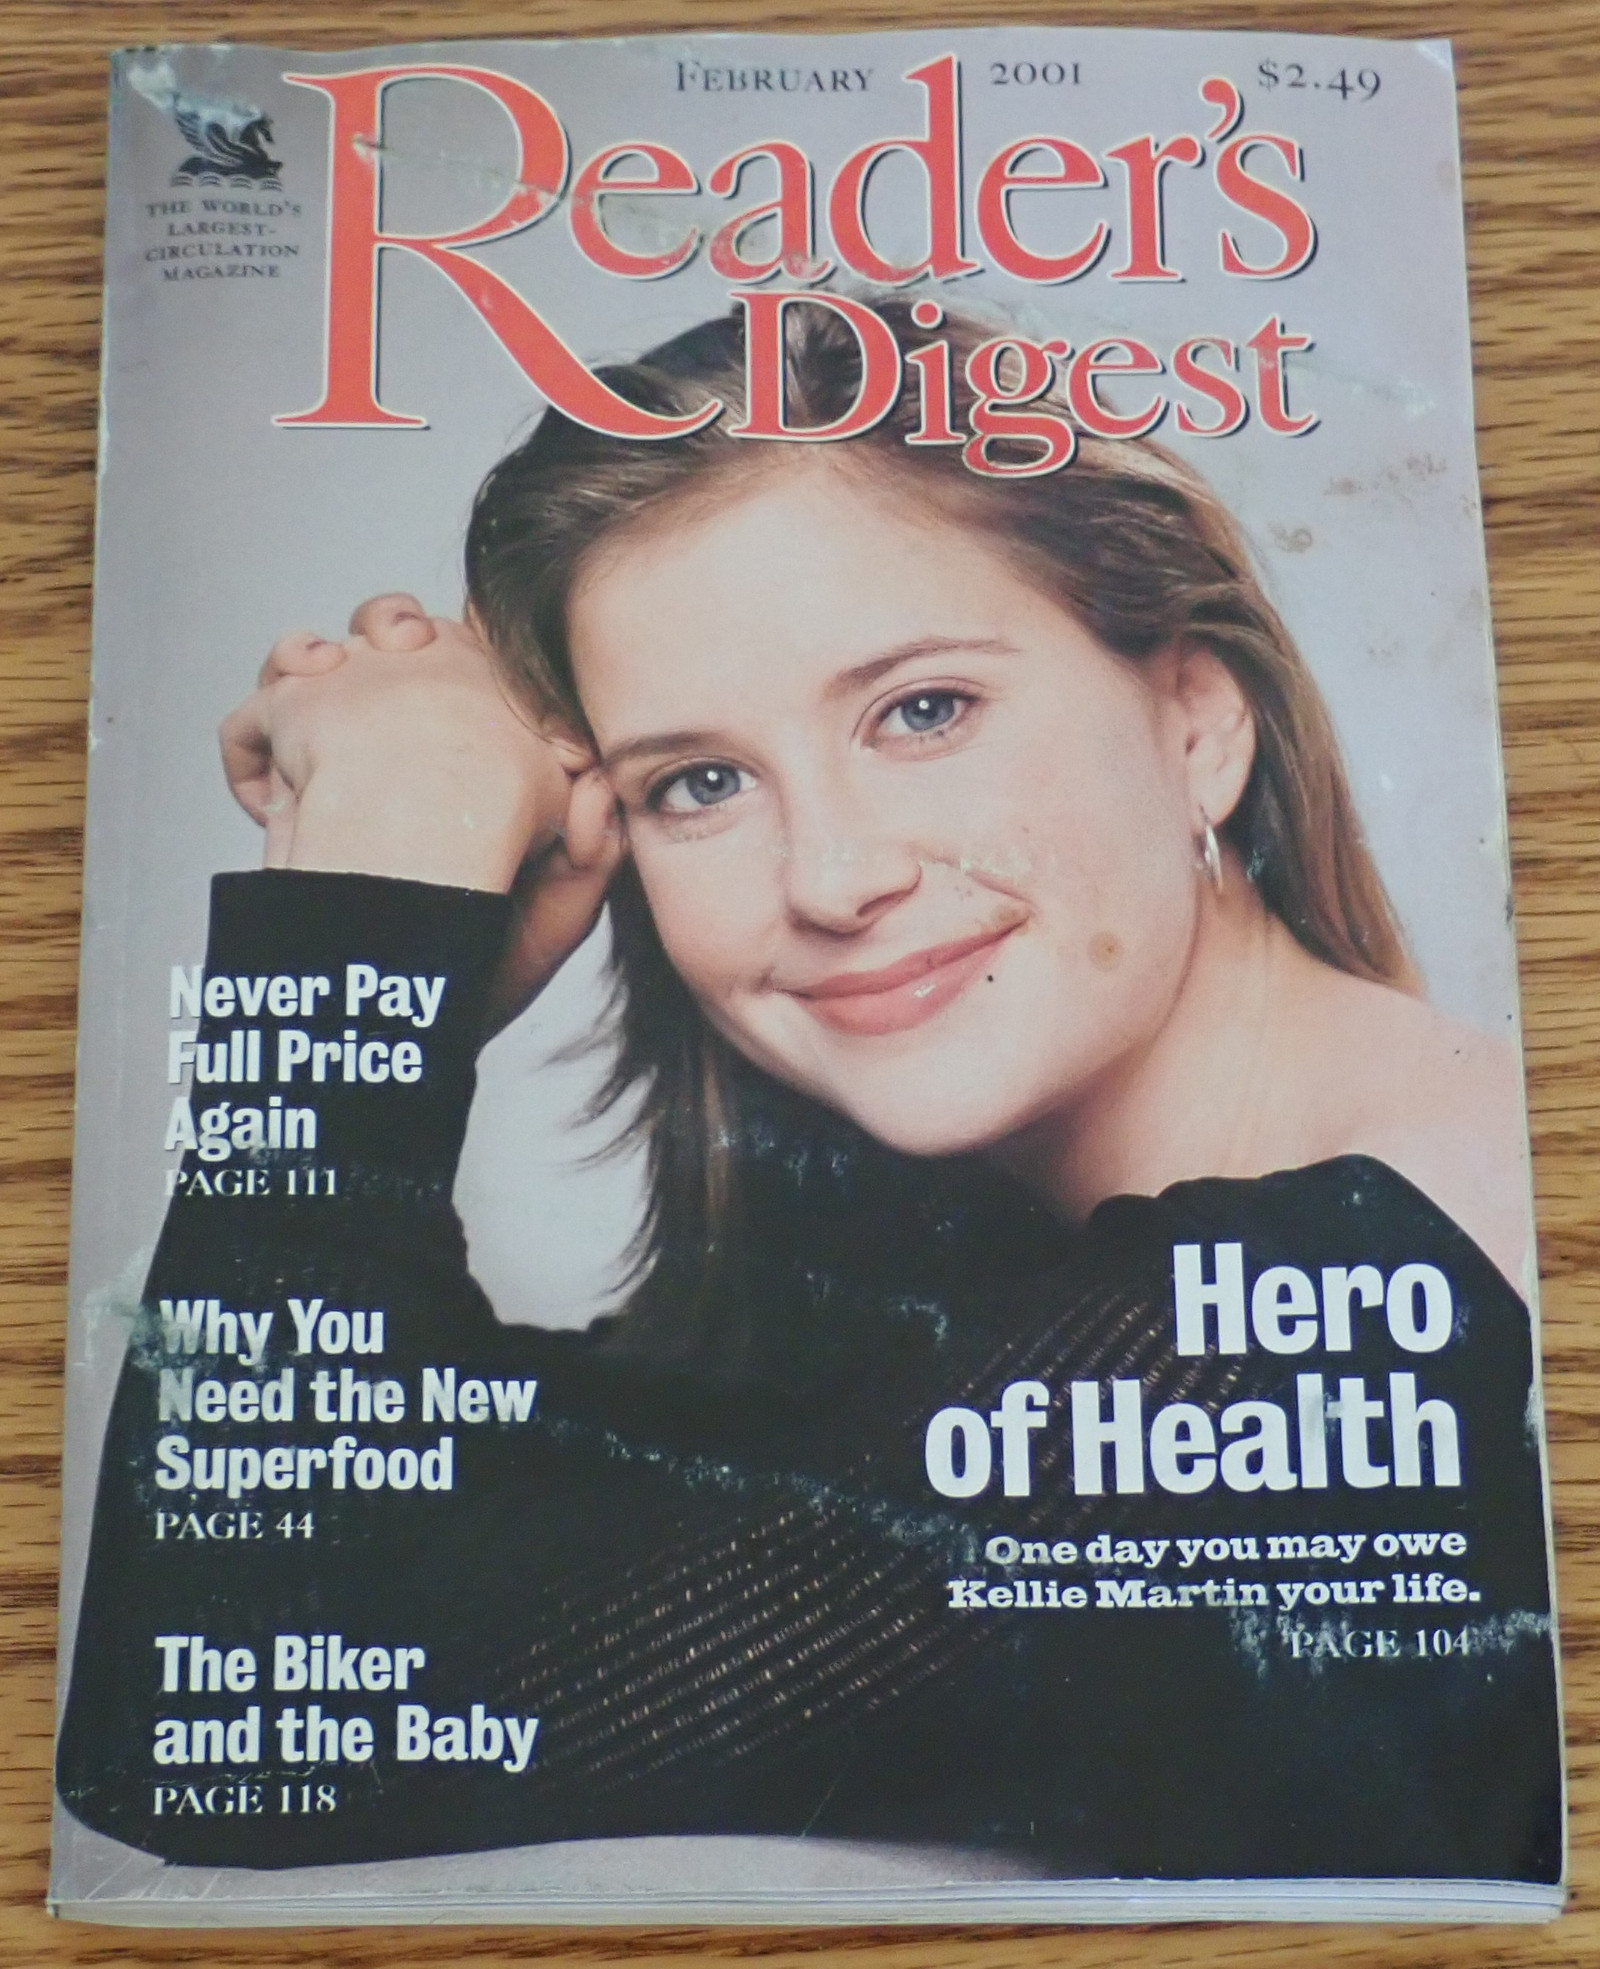 FEBRUARY 2001 $2.49
THE WORLD'S
LARGEST-
CIRCULATION
MAGAZINE
Reader's
Digest
Never Pay
Full Price
Again
PAGE 111
Why You
Need the New
Superfood
PAGE 44
The Biker
and the Baby
PAGE 118
Hero
of Health
One day you may owe
Kellie Martin your life.
PAGE 104